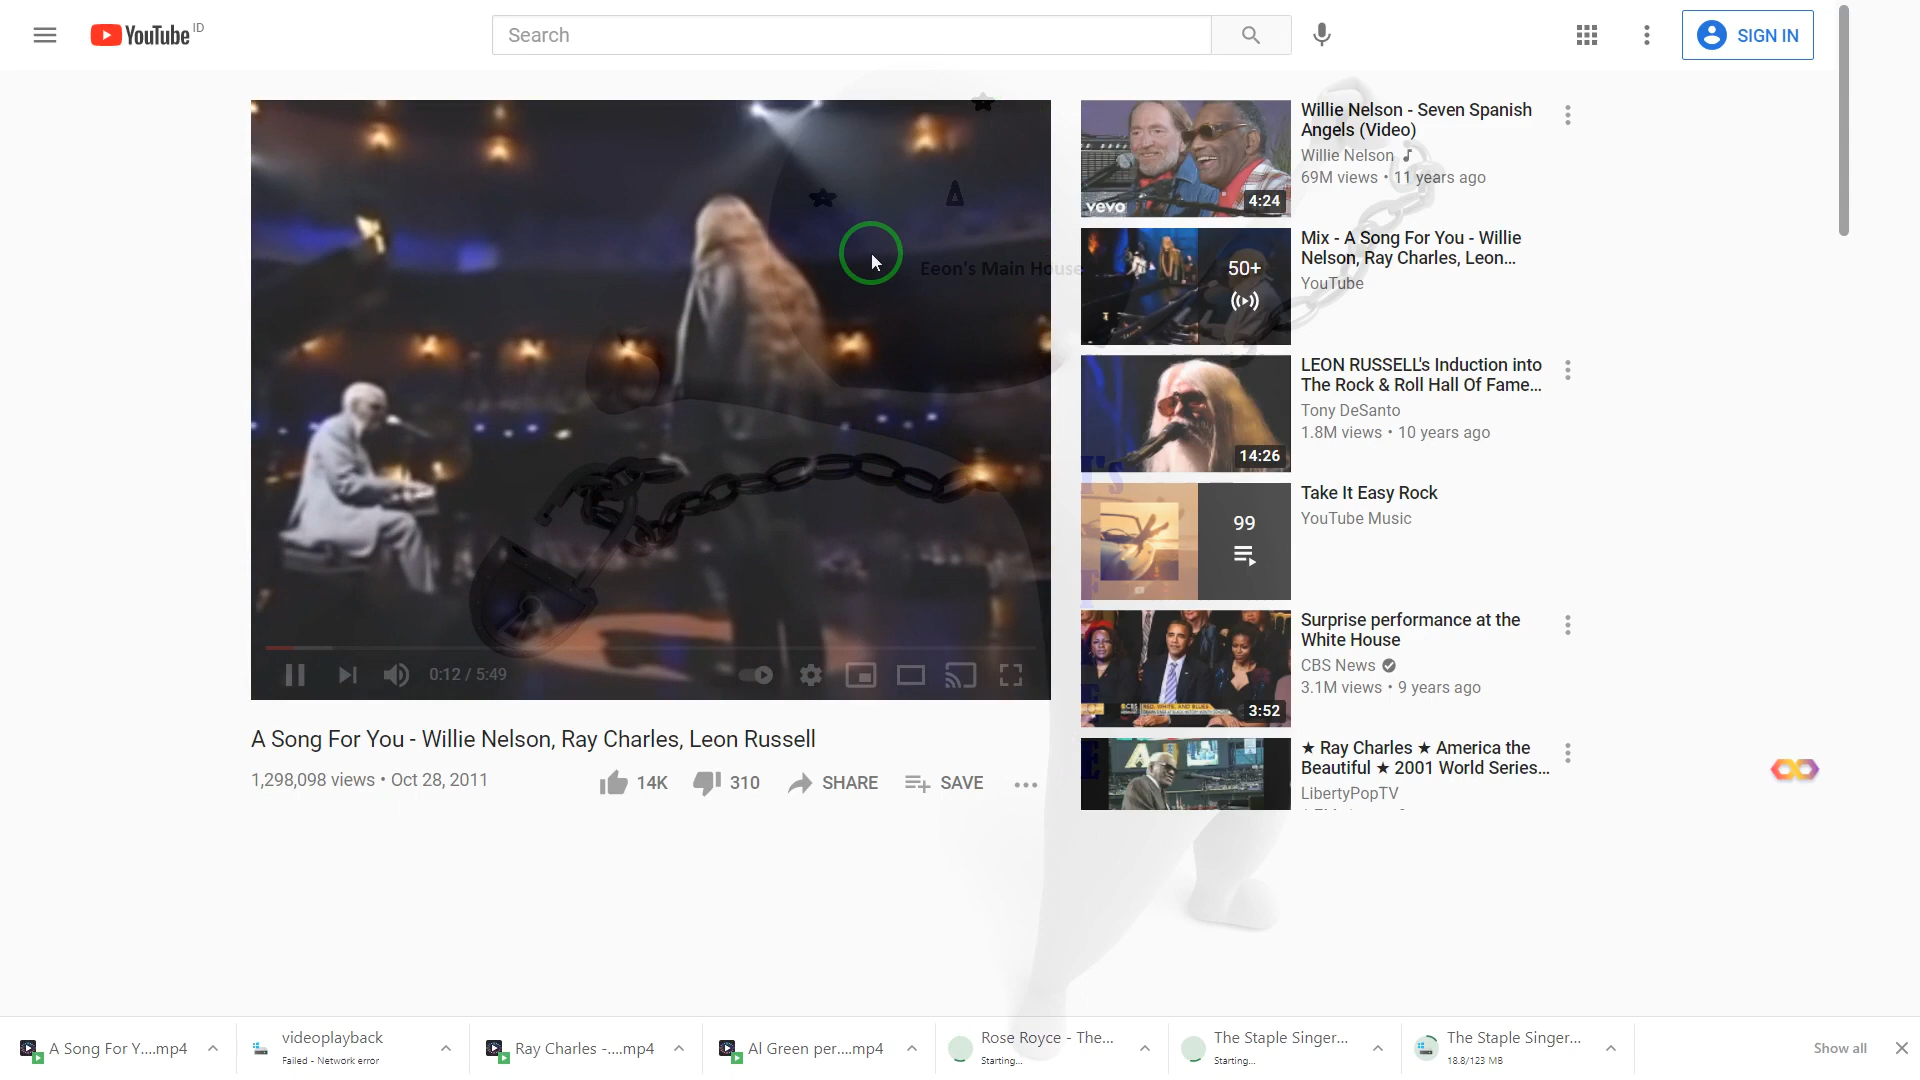 YouTube ID
Search
SIGN IN
Eeon's Main House
0:12 / 5:49
A Song For You - Willie Nelson, Ray Charles, Leon Russell
1,298,098 views • Oct 28, 2011
14K
310
SHARE
SAVE
Willie Nelson - Seven Spanish
Angels (Video)
Willie Nelson
69M views • 11 years ago
vevo
4:24
Mix - A Song For You - Willie
Nelson, Ray Charles, Leon...
YouTube
50+
LEON RUSSELL's Induction into
The Rock & Roll Hall Of Fame...
Tony DeSanto
1.8M views • 10 years ago
14:26
Take It Easy Rock
YouTube Music
99
Surprise performance at the
White House
CBS News
3.1M views • 9 years ago
RED, WHITE, AND BLUES
3:52
★ Ray Charles ★ America the
Beautiful ★ 2001 World Series...
LibertyPopTV
A Song For Y....mp4
videoplayback
Failed - Network error
Ray Charles -....mp4
Al Green per....mp4
Rose Royce - The...
Starting...
The Staple Singer...
Starting...
The Staple Singer...
18.8/123 MB
Show all